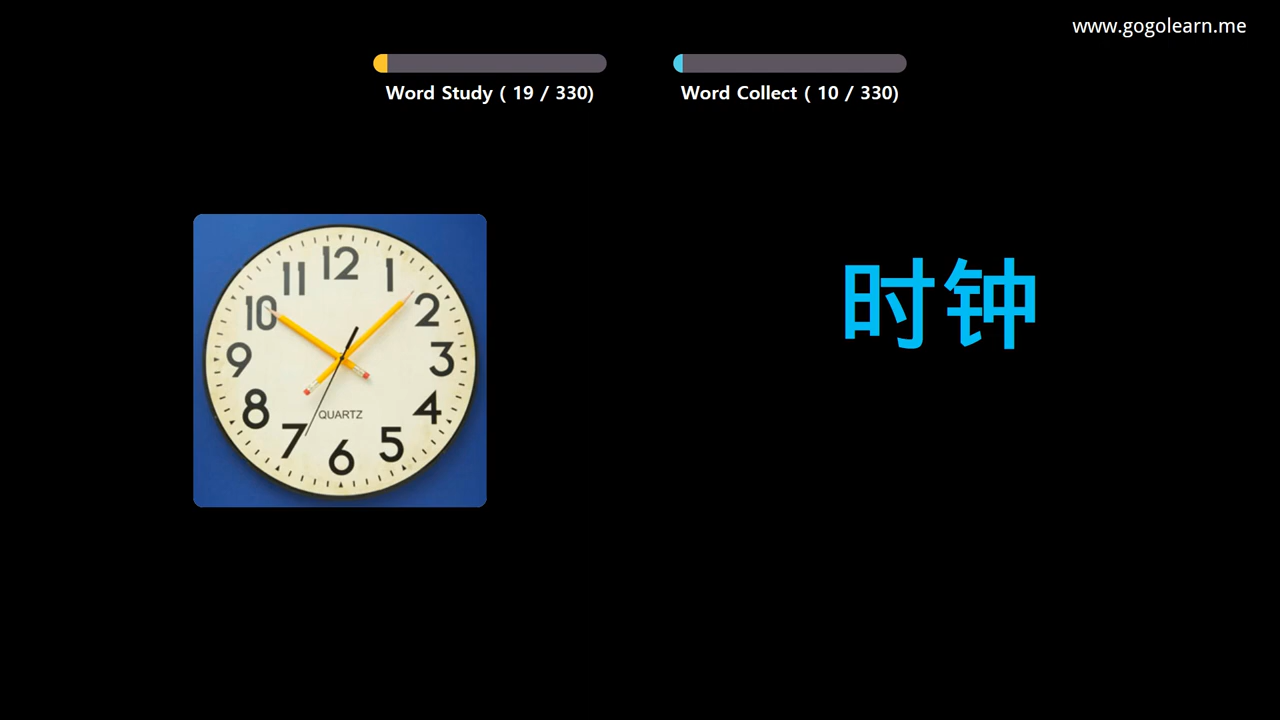 www.gogolearn.me
Word Study ( 19 / 330)
Word Collect ( 10 / 330)
12
11
1
10
2
9
3
8
4
7
5
6
QUARTZ
时钟